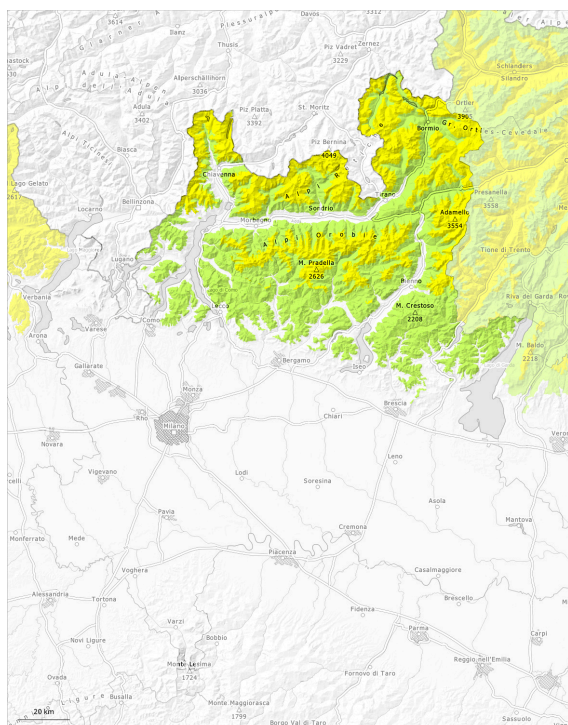 3614
Ilanz
Davos
3312
Thusis
Piz Vadret
3229
Zernez
Alperschällihorn
3036
Schlanders
Silandro
Adula
3402
Piz Platta
3392
St. Moritz
Ortler
3905
Biasca
Piz Bernina
4049
Bormio
Chiavenna
Lago Gelato
2617
Locarno
Bellinzona
Tirano
Presanella
3558
Morbegno
Sondrio
Adamello
3554
Alpi Orobie
Lugano
M. Pradella
2626
Tione di Trento
Verbania
Breno
Riva del Garda
Lecco
M. Crestoso
2208
Arona
Varese
Como
M. Baldo
2218
Gallarate
Bergamo
Iseo
Monza
Rho
Chiari
Brescia
Milano
Novara
Leno
Vigevano
Lodi
Soresina
Asola
Pavia
Cremona
Mantova
Monferrato
Mede
Piacenza
Voghera
Casalmaggiore
Alessandria
Tortona
Brescello
Fidenza
Varzi
Parma
Carpi
Novi Ligure
Bobbio
Monte Lesima
1724
Reggio nell'Emilia
Ovada
Fornovo di Taro
20 km
Busalla
Monte Maggiorasca
1799
Sassuolo
Borgo Val di Taro